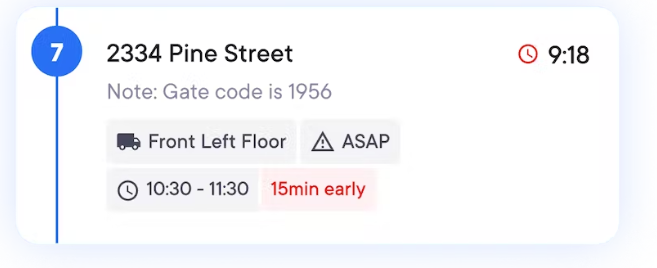 7
2334 Pine Street
9:18
Note: Gate code is 1956
Front Left Floor
ASAP
10:30 - 11:30
15min early